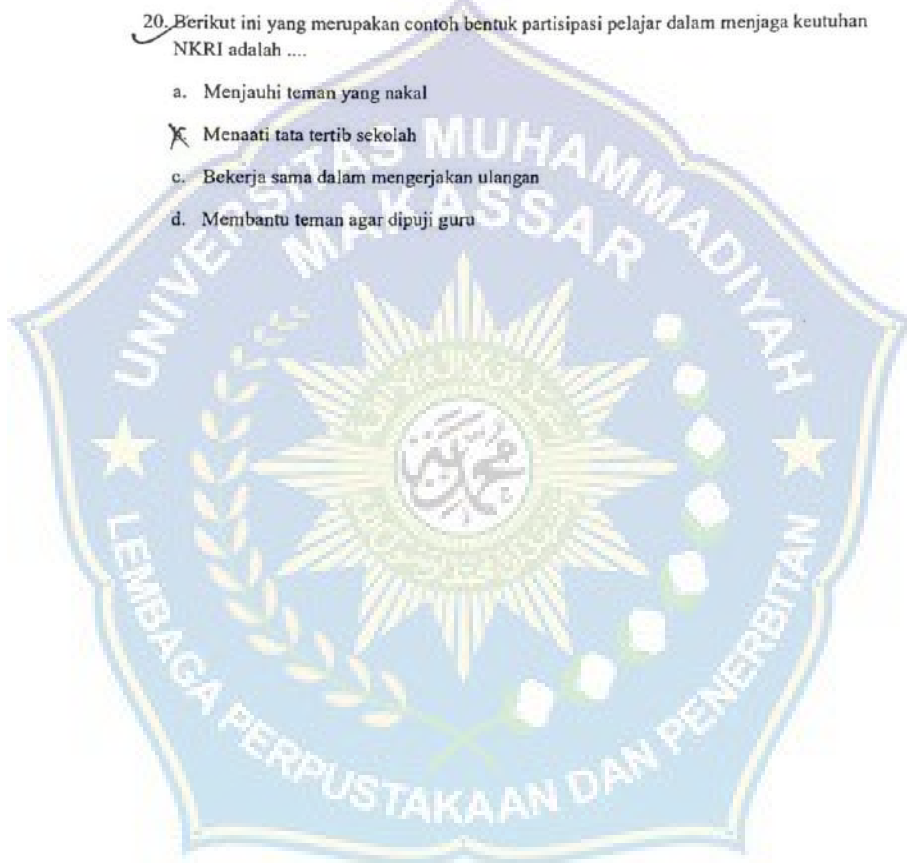 20. Berikut ini yang merupakan contoh bentuk partisipasi pelajar dalam menjaga keutuhan
NKRI adalah ....
a. Menjauhi teman yang nakal
Menaati tata tertib sekolah
c. Bekerja sama dalam mengerjakan ulangan
d. Membantu teman agar dipuji guru
UNIVERSITAS MUHAMMADIYAH
MAKASSAR
محمدية
LEMBAGA PERPUSTAKAAN DAN PENERBITAN